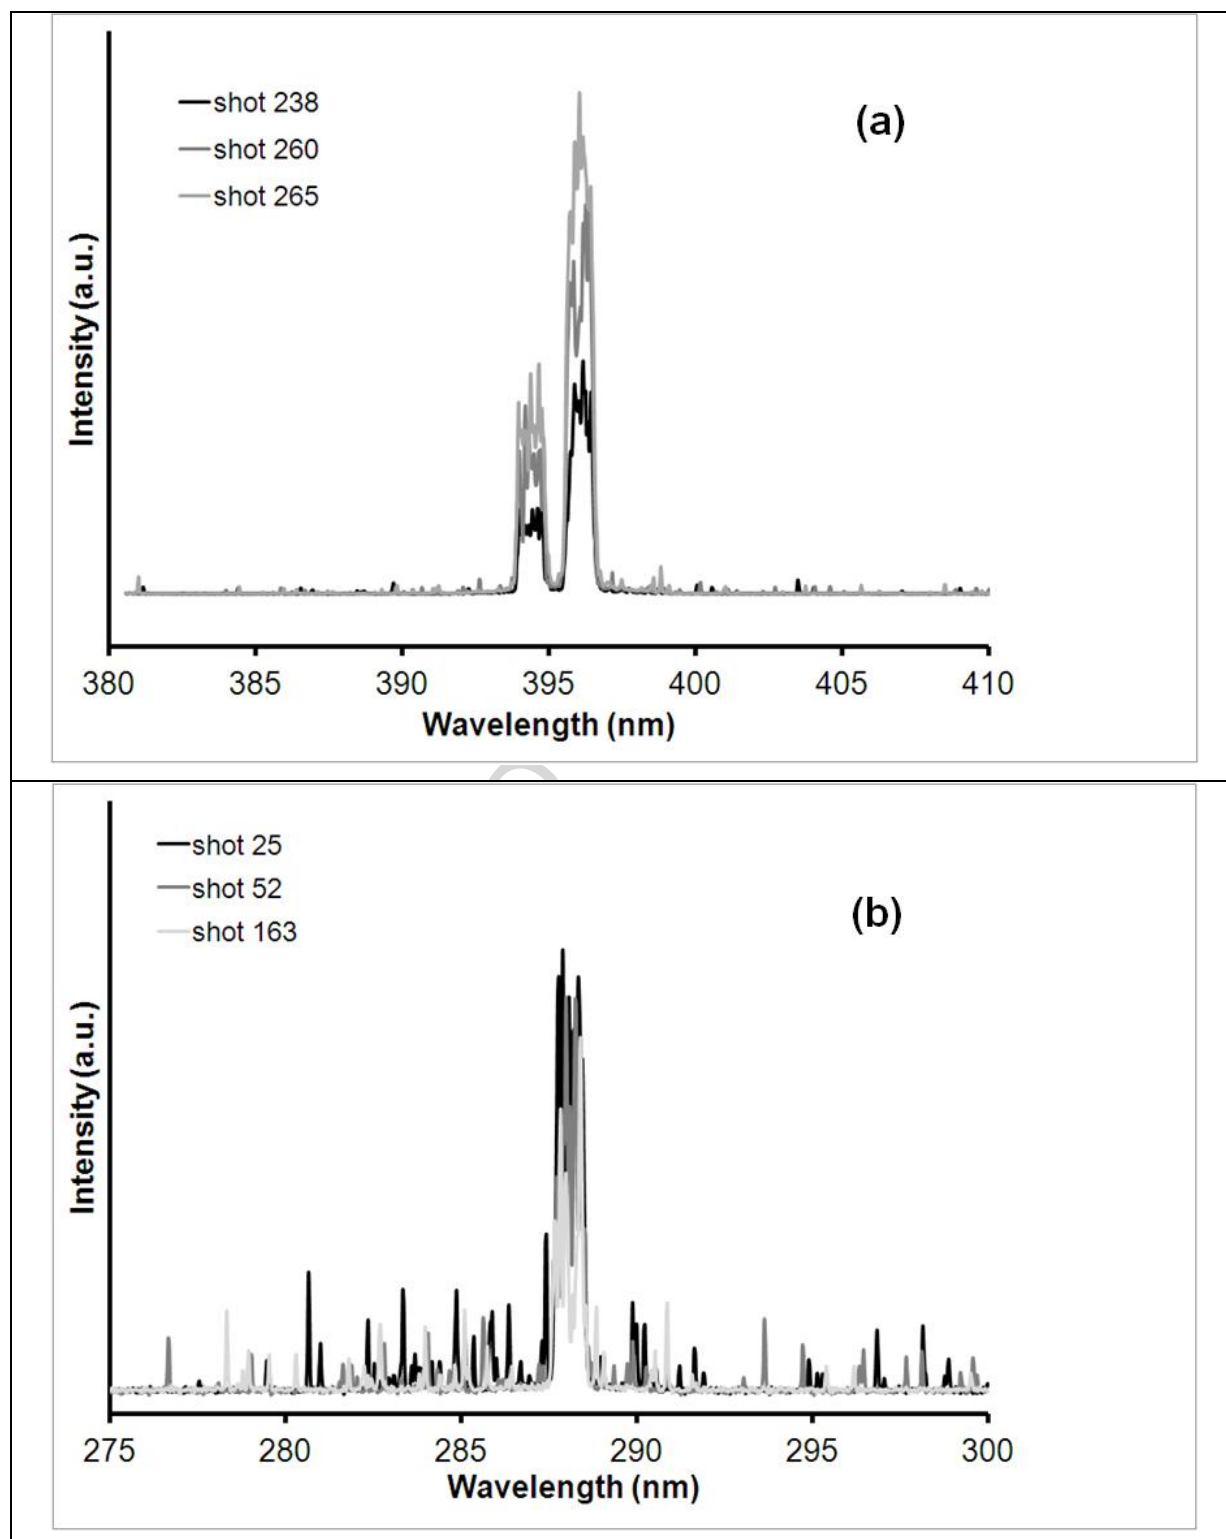 shot 238
shot 260
shot 265
(a)
Intensity (a.u.)
380 385 390 395 400 405 410
Wavelength (nm)
shot 25
shot 52
shot 163
(b)
Intensity (a.u.)
275 280 285 290 295 300
Wavelength (nm)